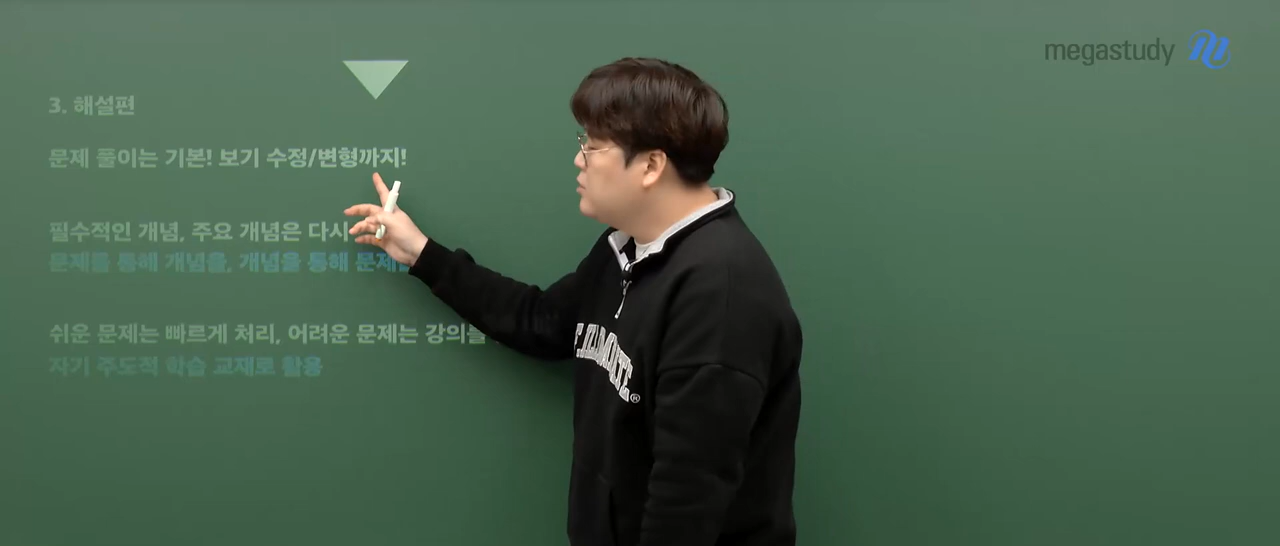 megastudy
3. 해설편
문제 풀이는 기본! 보기 수정/변형까지!
필수적인 개념, 주요 개념은 다시
문제를 통해 개념을, 개념을 통해
쉬운 문제는 빠르게 처리, 어려운 문제는 강의를
자기 주도적 학습 교재로 활용